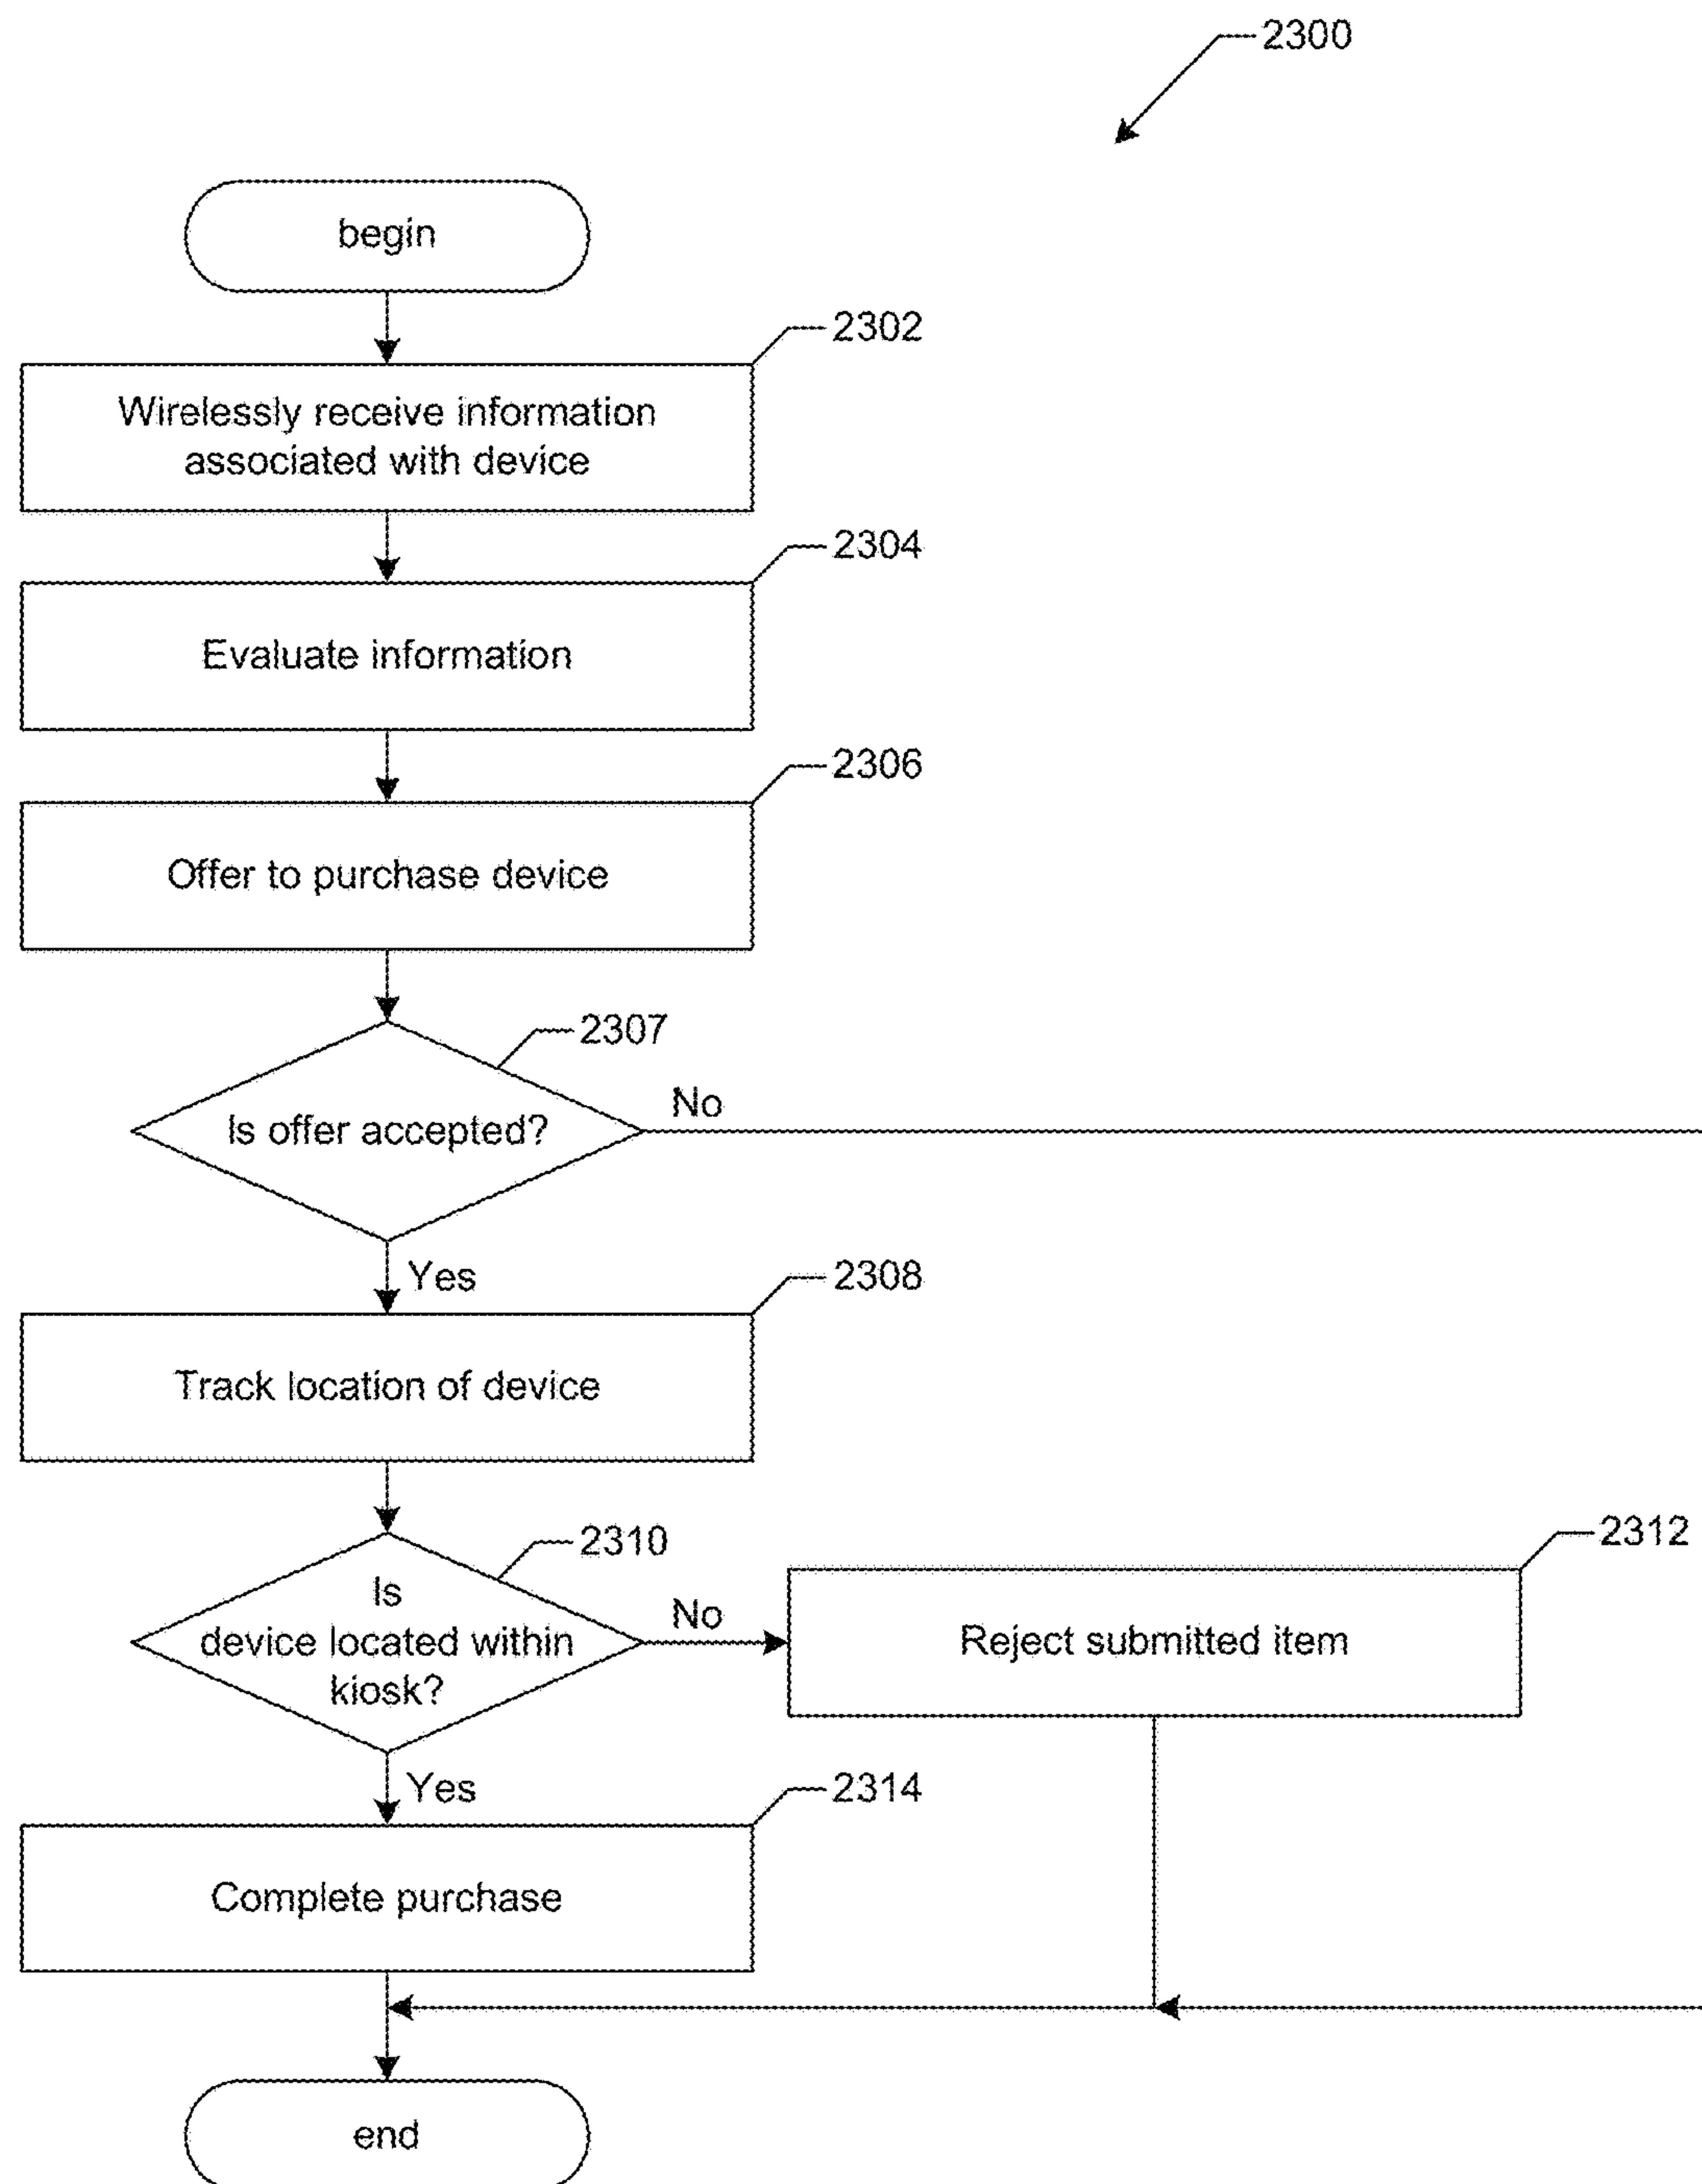 2300
begin
2302
Wirelessly receive information
associated with device
2304
Evaluate information
2306
Offer to purchase device
2307
Is offer accepted?
No
Yes
2308
Track location of device
2310
Is
device located within
kiosk?
No
2312
Reject submitted item
Yes
2314
Complete purchase
end